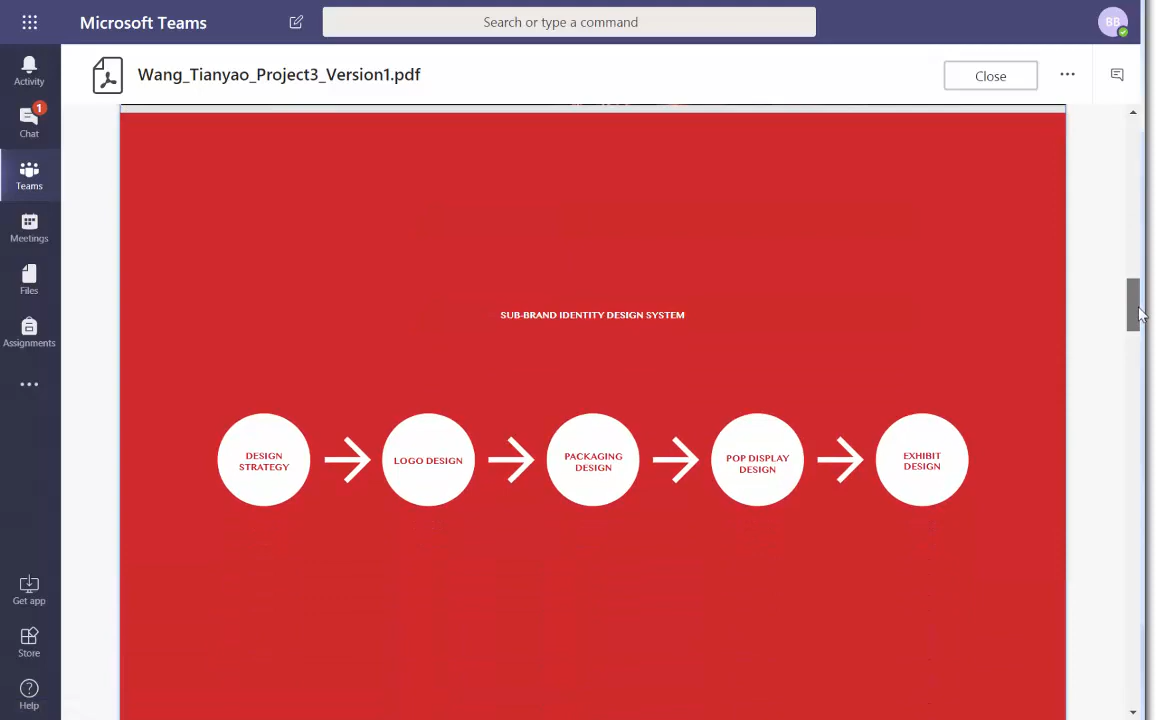 Microsoft Teams
Search or type a command
BB
Activity
1
Chat
Teams
Meetings
Files
Assignments
Get app
Store
Help
Wang_Tianyao_Project3_Version1.pdf
Close
SUB-BRAND IDENTITY DESIGN SYSTEM
DESIGN
STRATEGY
LOGO DESIGN
PACKAGING
DESIGN
POP DISPLAY
DESIGN
EXHIBIT
DESIGN